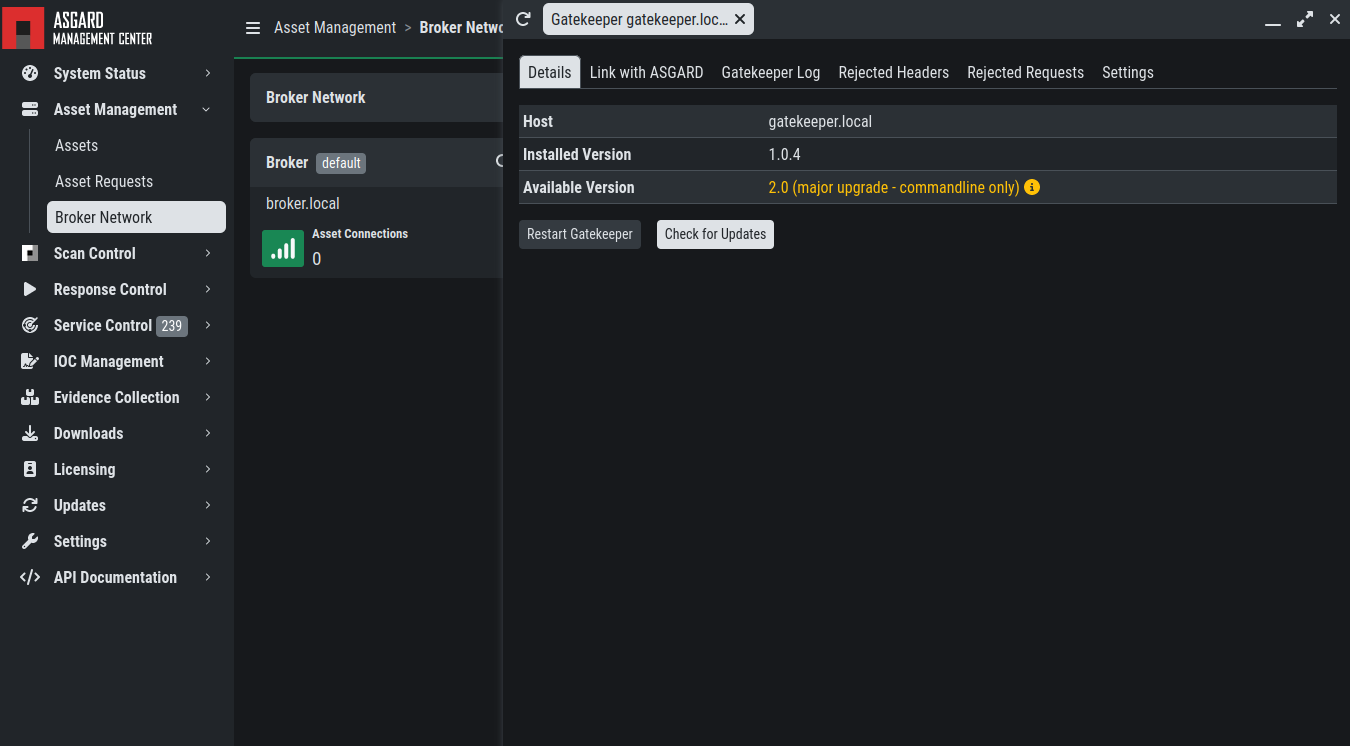 ASGARD
MANAGEMENT CENTER
System Status
Asset Management
Assets
Asset Requests
Broker Network
Scan Control
Response Control
Service Control 239
IOC Management
Evidence Collection
Downloads
Licensing
Updates
Settings
API Documentation
Asset Management > Broker Netwo
Broker Network
Broker default
broker.local
Asset Connections
0
Gatekeeper gatekeeper.loc...
Details Link with ASGARD Gatekeeper Log Rejected Headers Rejected Requests Settings
Host gatekeeper.local
Installed Version 1.0.4
Available Version 2.0 (major upgrade - commandline only)
Restart Gatekeeper Check for Updates